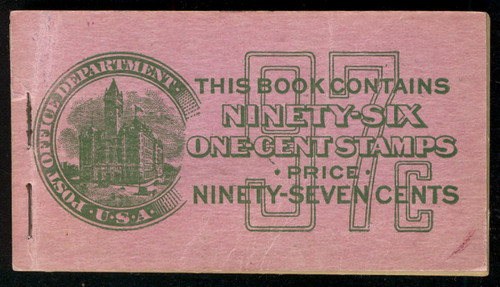 POST OFFICE DEPARTMENT
· U.S.A. ·
97c
THIS BOOK CONTAINS
NINETY-SIX
ONE-CENT STAMPS
· PRICE ·
NINETY-SEVEN CENTS